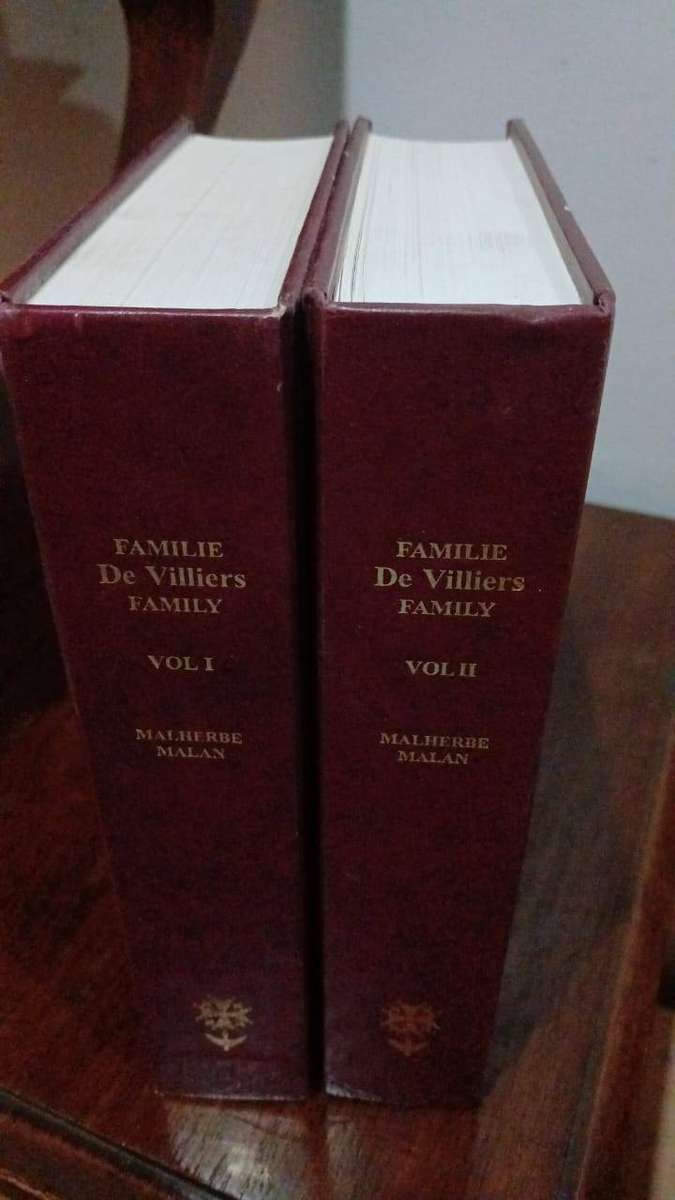 FAMILIE
De Villiers
FAMILY
VOL I
MALHERBE
MALAN
FAMILIE
De Villiers
FAMILY
VOL II
MALHERBE
MALAN